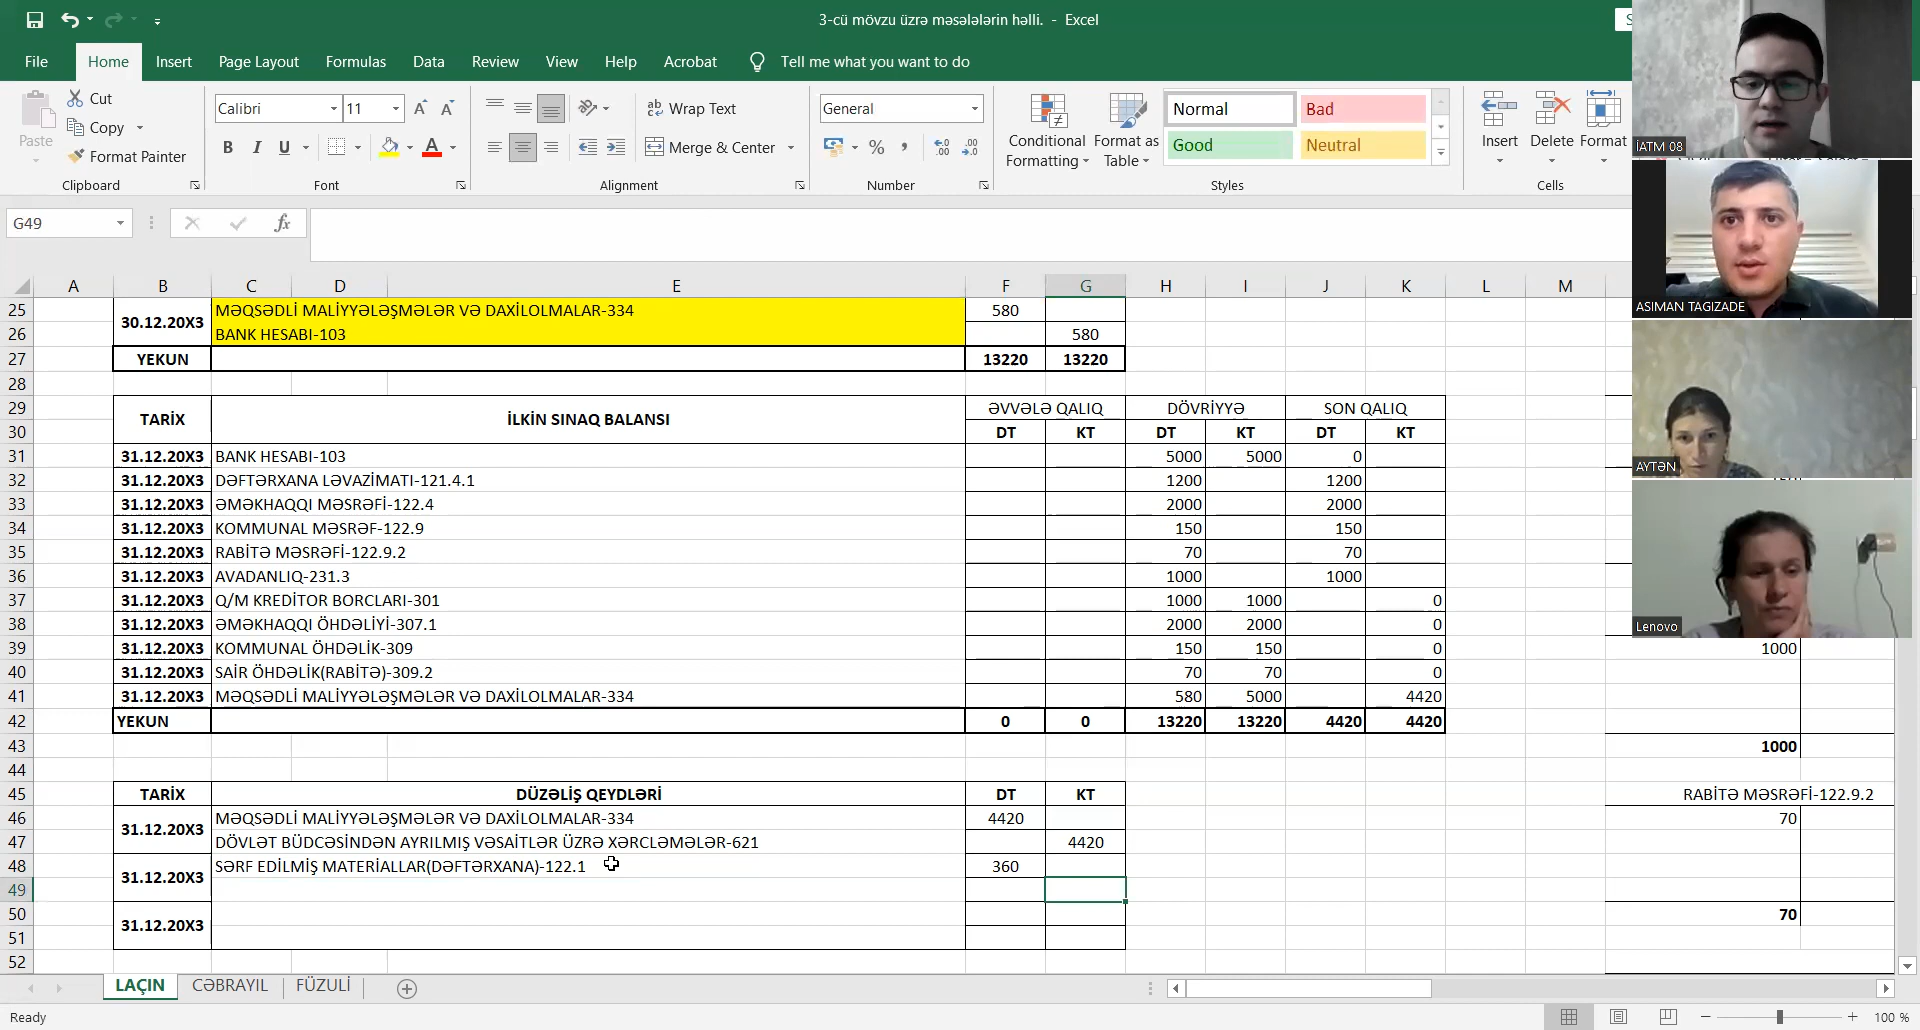 3-cü mövzu üzrə məsələlərin həlli. - Excel
File Home Insert Page Layout Formulas Data Review View Help Acrobat Tell me what you want to do
Paste Cut Copy Format Painter Clipboard
Calibri 11 B I U A Font
Wrap Text Merge & Center Alignment
General % Number
Conditional Formatting Format as Table Normal Bad Good Neutral Styles
Insert Delete Format Cells
G49 fx
A B C D E F G H I J K L M
25 30.12.20X3 MƏQSƏDLİ MALİYYƏLƏŞMƏLƏR VƏ DAXİLOLMALAR-334 580
26 BANK HESABI-103 580
27 YEKUN 13220 13220
28
29 TARİX İLKİN SINAQ BALANSI ƏVVƏLƏ QALIQ DÖVRİYYƏ SON QALIQ
30 DT KT DT KT DT KT
31 31.12.20X3 BANK HESABI-103 5000 5000 0
32 31.12.20X3 DƏFTƏRXANA LƏVAZİMATI-121.4.1 1200 1200
33 31.12.20X3 ƏMƏKHAQQI MƏSRƏFİ-122.4 2000 2000
34 31.12.20X3 KOMMUNAL MƏSRƏF-122.9 150 150
35 31.12.20X3 RABİTƏ MƏSRƏFİ-122.9.2 70 70
36 31.12.20X3 AVADANLIQ-231.3 1000 1000
37 31.12.20X3 Q/M KREDİTOR BORCLARI-301 1000 1000 0
38 31.12.20X3 ƏMƏKHAQQI ÖHDƏLİYİ-307.1 2000 2000 0
39 31.12.20X3 KOMMUNAL ÖHDƏLİK-309 150 150 0 1000
40 31.12.20X3 SAİR ÖHDƏLİK(RABİTƏ)-309.2 70 70 0
41 31.12.20X3 MƏQSƏDLİ MALİYYƏLƏŞMƏLƏR VƏ DAXİLOLMALAR-334 580 5000 4420
42 YEKUN 0 0 13220 13220 4420 4420
43 1000
44
45 TARİX DÜZƏLİŞ QEYDLƏRİ DT KT RABİTƏ MƏSRƏFİ-122.9.2
46 31.12.20X3 MƏQSƏDLİ MALİYYƏLƏŞMƏLƏR VƏ DAXİLOLMALAR-334 4420 70
47 DÖVLƏT BÜDCƏSİNDƏN AYRILMIŞ VƏSAİTLƏR ÜZRƏ XƏRCLƏMƏLƏR-621 4420
48 31.12.20X3 SƏRF EDİLMİŞ MATERİALLAR(DƏFTƏRXANA)-122.1 360
49
50 31.12.20X3 70
51
52
LAÇIN CƏBRAYIL FÜZULİ
Ready 100 %
İATM 08
ASIMAN TAGIZADE
AYTƏN
Lenovo